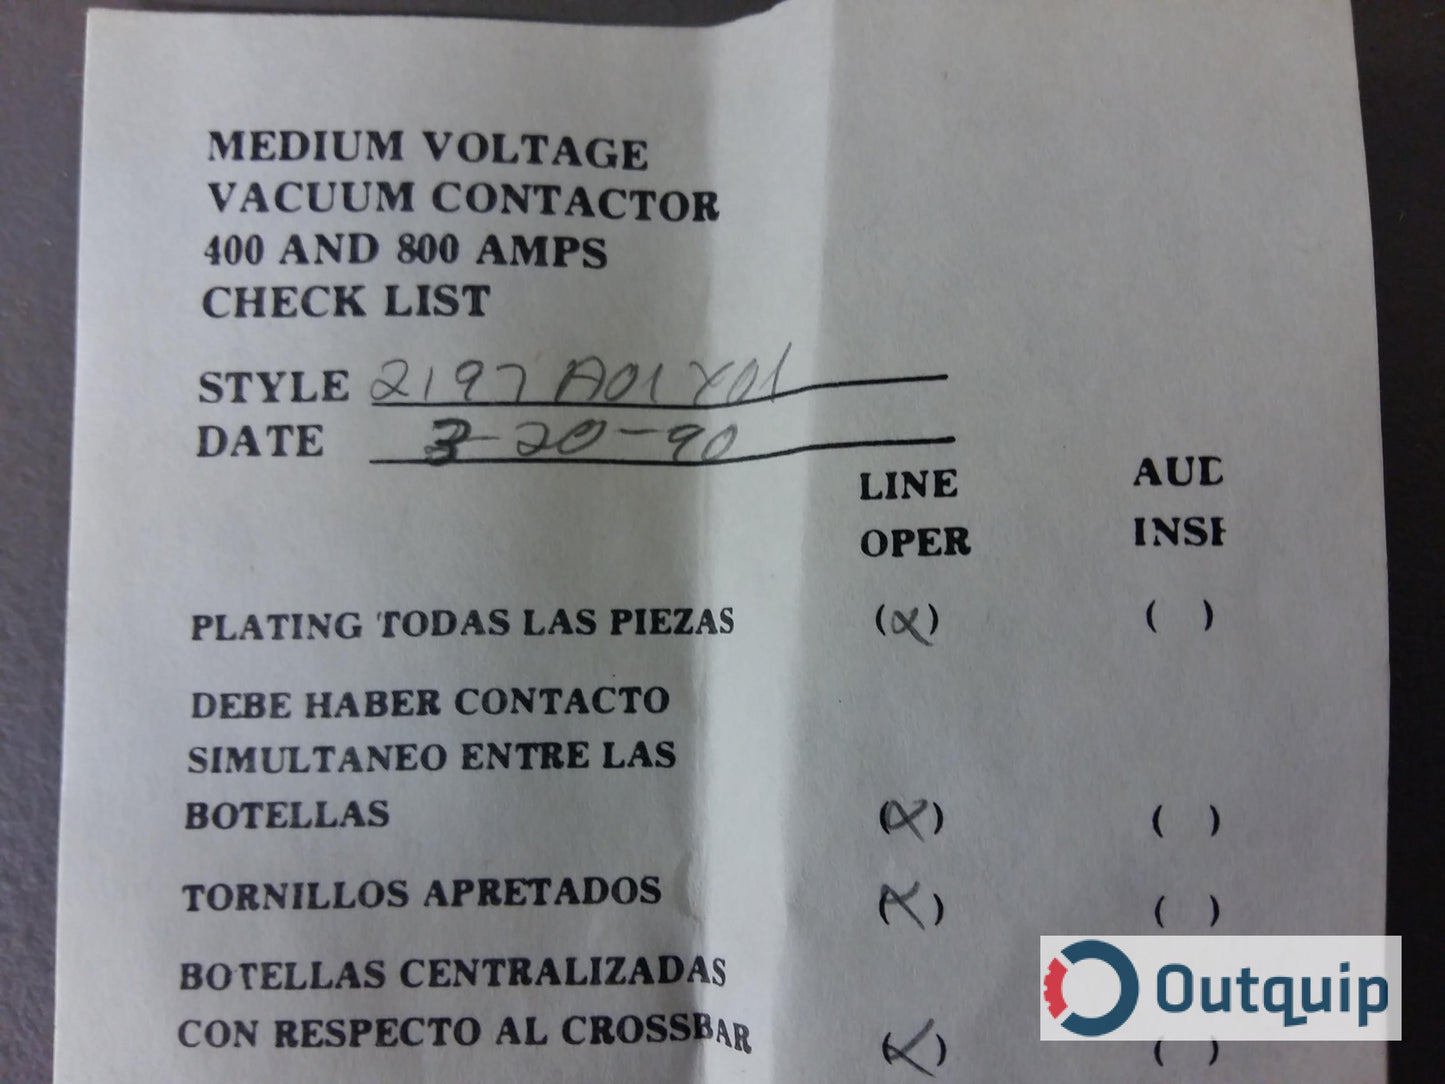 MEDIUM VOLTAGE
VACUUM CONTACTOR
400 AND 800 AMPS
CHECK LIST
STYLE 2197A01Y01
DATE 3-20-90
LINE AUD
OPER INSP
PLATING TODAS LAS PIEZAS (X) ( )
DEBE HABER CONTACTO
SIMULTANEO ENTRE LAS
BOTELLAS (X) ( )
TORNILLOS APRETADOS (X) ( )
BOTELLAS CENTRALIZADAS
CON RESPECTO AL CROSSBAR (X) ( )
Outquip